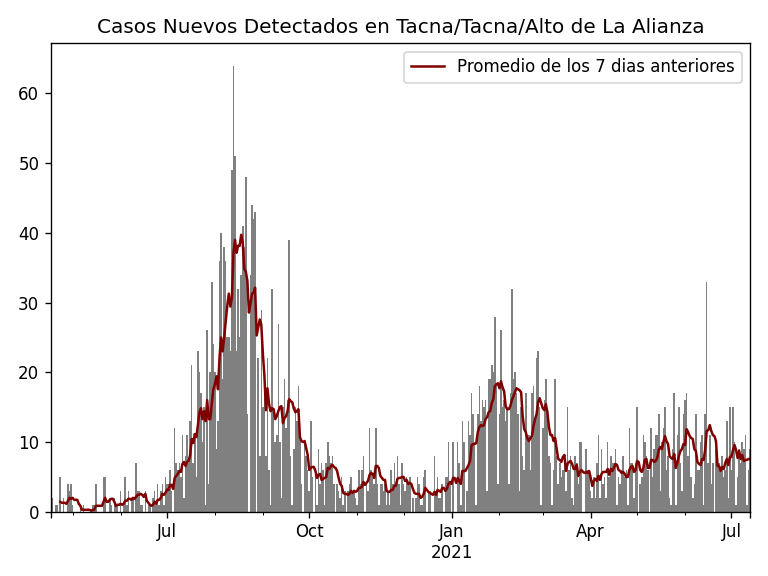 Casos Nuevos Detectados en Tacna/Tacna/Alto de La Alianza
Promedio de los 7 dias anteriores
60
50
40
30
20
10
0
Jul
Oct
Jan
2021
Apr
Jul